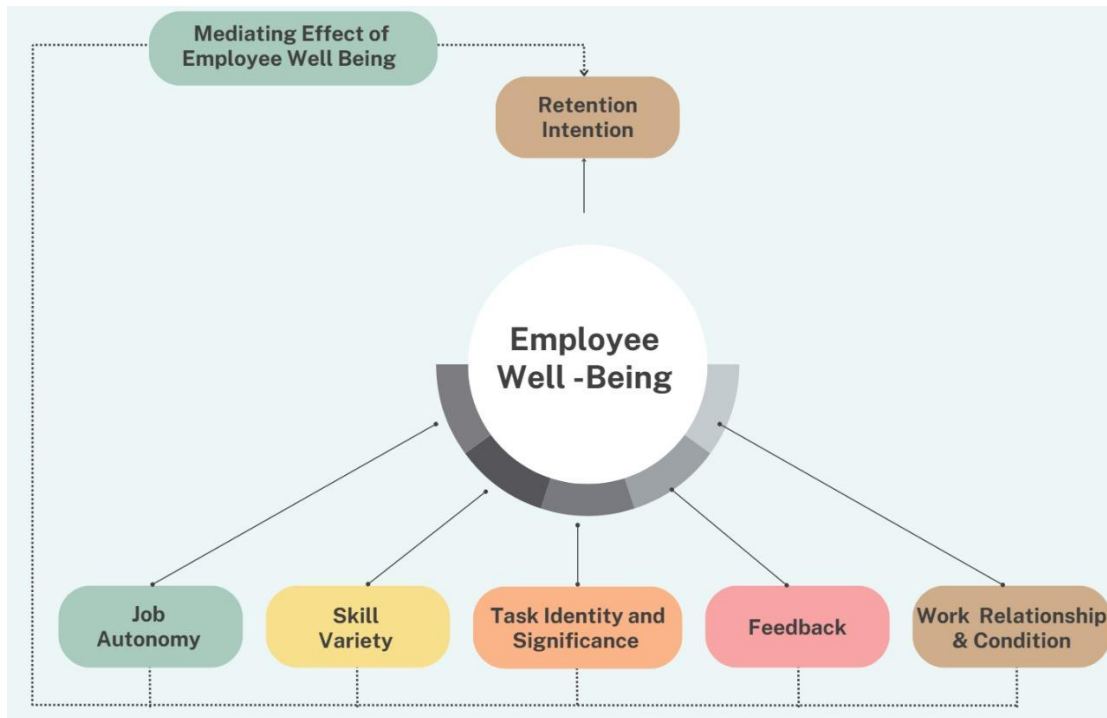 Mediating Effect of
Employee Well Being
Retention
Intention
Employee
Well -Being
Job
Autonomy
Skill
Variety
Task Identity and
Significance
Feedback
Work Relationship
& Condition